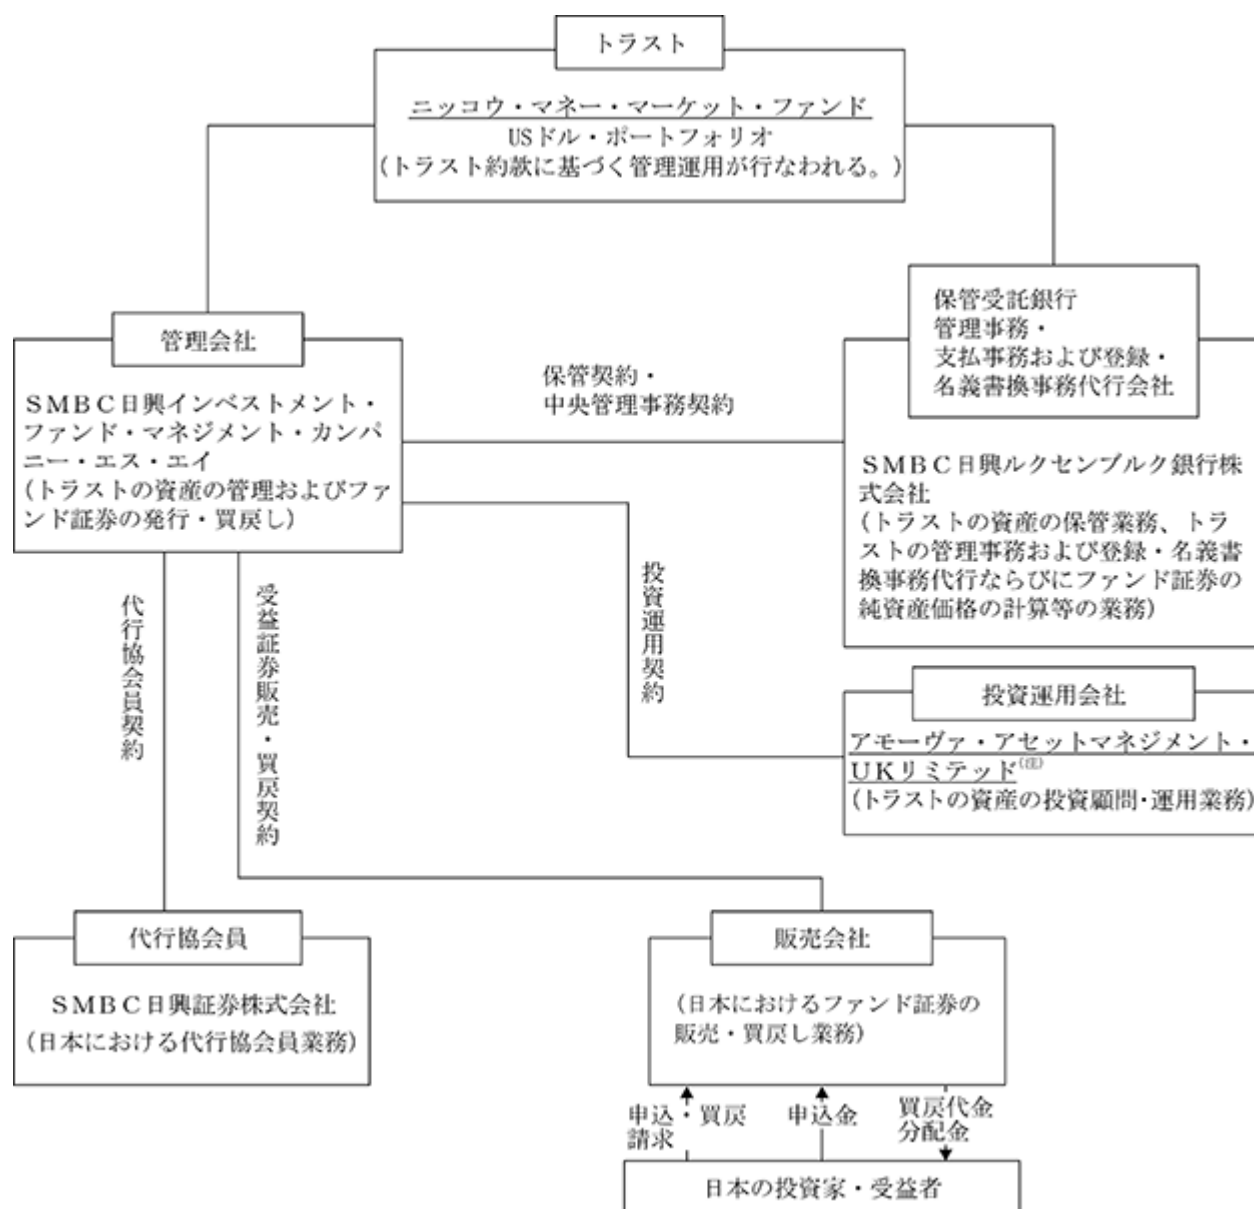 トラスト
ニッコウ・マネー・マーケット・ファンド
USドル・ポートフォリオ
(トラスト約款に基づく管理運用が行なわれる。)
保管受託銀行
管理事務・
支払事務および登録・
名義書換事務代行会社
管理会社
SMBC日興インベストメント・
ファンド・マネジメント・カンパ
ニー・エス・エイ
(トラストの資産の管理およびファ
ンド証券の発行・買戻し)
保管契約・
中央管理事務契約
SMBC日興ルクセンブルク銀行株
式会社
(トラストの資産の保管業務、トラ
ストの管理事務および登録・名義書
換事務代行ならびにファンド証券の
純資産価格の計算等の業務)
代行協会員契約
受益証券販売・買戻契約
投資運用契約
投資運用会社
アモーヴァ・アセットマネジメント・
UKリミテッド(注)
(トラストの資産の投資顧問・運用業務)
代行協会員
SMBC日興証券株式会社
(日本における代行協会員業務)
販売会社
(日本におけるファンド証券の
販売・買戻し業務)
申込・買戻
請求
申込金
買戻代金
分配金
日本の投資家・受益者